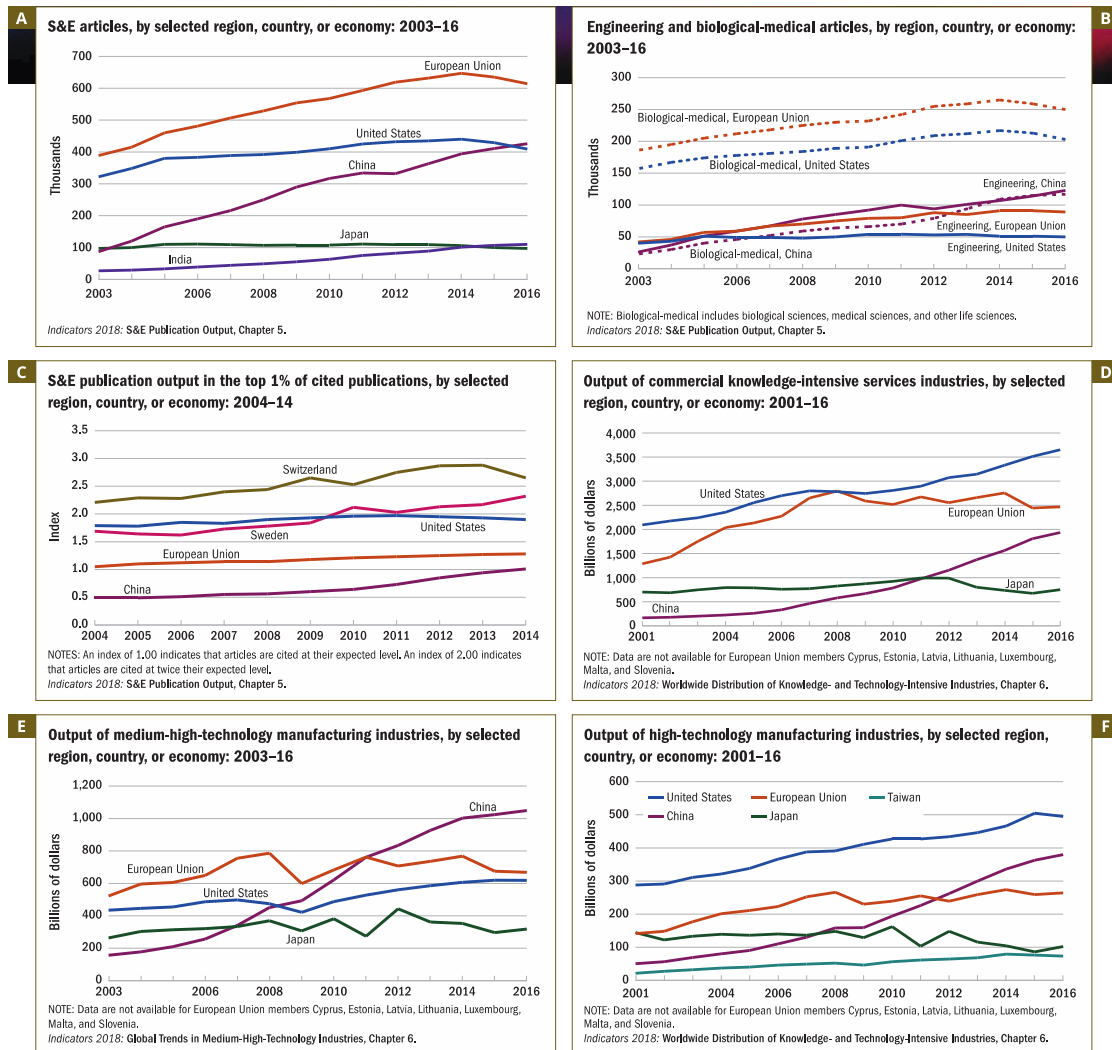 A
S&E articles, by selected region, country, or economy: 2003–16
700
600
500
400
300
200
100
0
Thousands
European Union
United States
China
Japan
India
2003
2006
2008
2010
2012
2014
2016
Indicators 2018: S&E Publication Output, Chapter 5.
B
Engineering and biological-medical articles, by region, country, or economy:
2003–16
300
250
200
150
100
50
0
Thousands
Biological-medical, European Union
Biological-medical, United States
Engineering, China
Engineering, European Union
Engineering, United States
Biological-medical, China
2003
2006
2008
2010
2012
2014
2016
NOTE: Biological-medical includes biological sciences, medical sciences, and other life sciences.
Indicators 2018: S&E Publication Output, Chapter 5.
C
S&E publication output in the top 1% of cited publications, by selected
region, country, or economy: 2004–14
3.5
3.0
2.5
2.0
1.5
1.0
0.5
0.0
Index
Switzerland
United States
Sweden
European Union
China
2004
2005
2006
2007
2008
2009
2010
2011
2012
2013
2014
NOTES: An index of 1.00 indicates that articles are cited at their expected level. An index of 2.00 indicates
that articles are cited at twice their expected level.
Indicators 2018: S&E Publication Output, Chapter 5.
D
Output of commercial knowledge-intensive services industries, by selected
region, country, or economy: 2001–16
4,000
3,500
3,000
2,500
2,000
1,500
1,000
500
0
Billions of dollars
United States
European Union
Japan
China
2001
2004
2006
2008
2010
2012
2014
2016
NOTE: Data are not available for European Union members Cyprus, Estonia, Latvia, Lithuania, Luxembourg,
Malta, and Slovenia.
Indicators 2018: Worldwide Distribution of Knowledge- and Technology-Intensive Industries, Chapter 6.
E
Output of medium-high-technology manufacturing industries, by selected
region, country, or economy: 2003–16
1,200
1,000
800
600
400
200
0
Billions of dollars
China
European Union
United States
Japan
2003
2006
2008
2010
2012
2014
2016
NOTE: Data are not available for European Union members Cyprus, Estonia, Latvia, Lithuania, Luxembourg,
Malta, and Slovenia.
Indicators 2018: Global Trends in Medium-High-Technology Industries, Chapter 6.
F
Output of high-technology manufacturing industries, by selected region,
country, or economy: 2001–16
600
500
400
300
200
100
0
Billions of dollars
United States
European Union
Taiwan
China
Japan
2001
2004
2006
2008
2010
2012
2014
2016
NOTE: Data are not available for European Union members Cyprus, Estonia, Latvia, Lithuania, Luxembourg,
Malta, and Slovenia.
Indicators 2018: Worldwide Distribution of Knowledge- and Technology-Intensive Industries, Chapter 6.